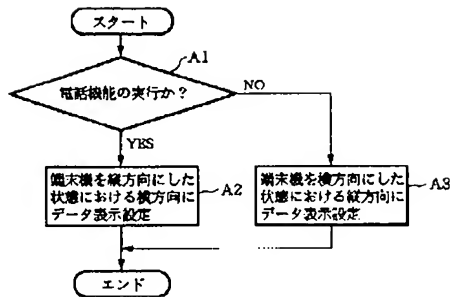 スタート
A1
電話機能の実行か？
NO
YES
端末機を縦方向にした
状態における横方向に
データ表示設定
A2
端末機を横方向にした
状態における縦方向に
データ表示設定
A3
エンド